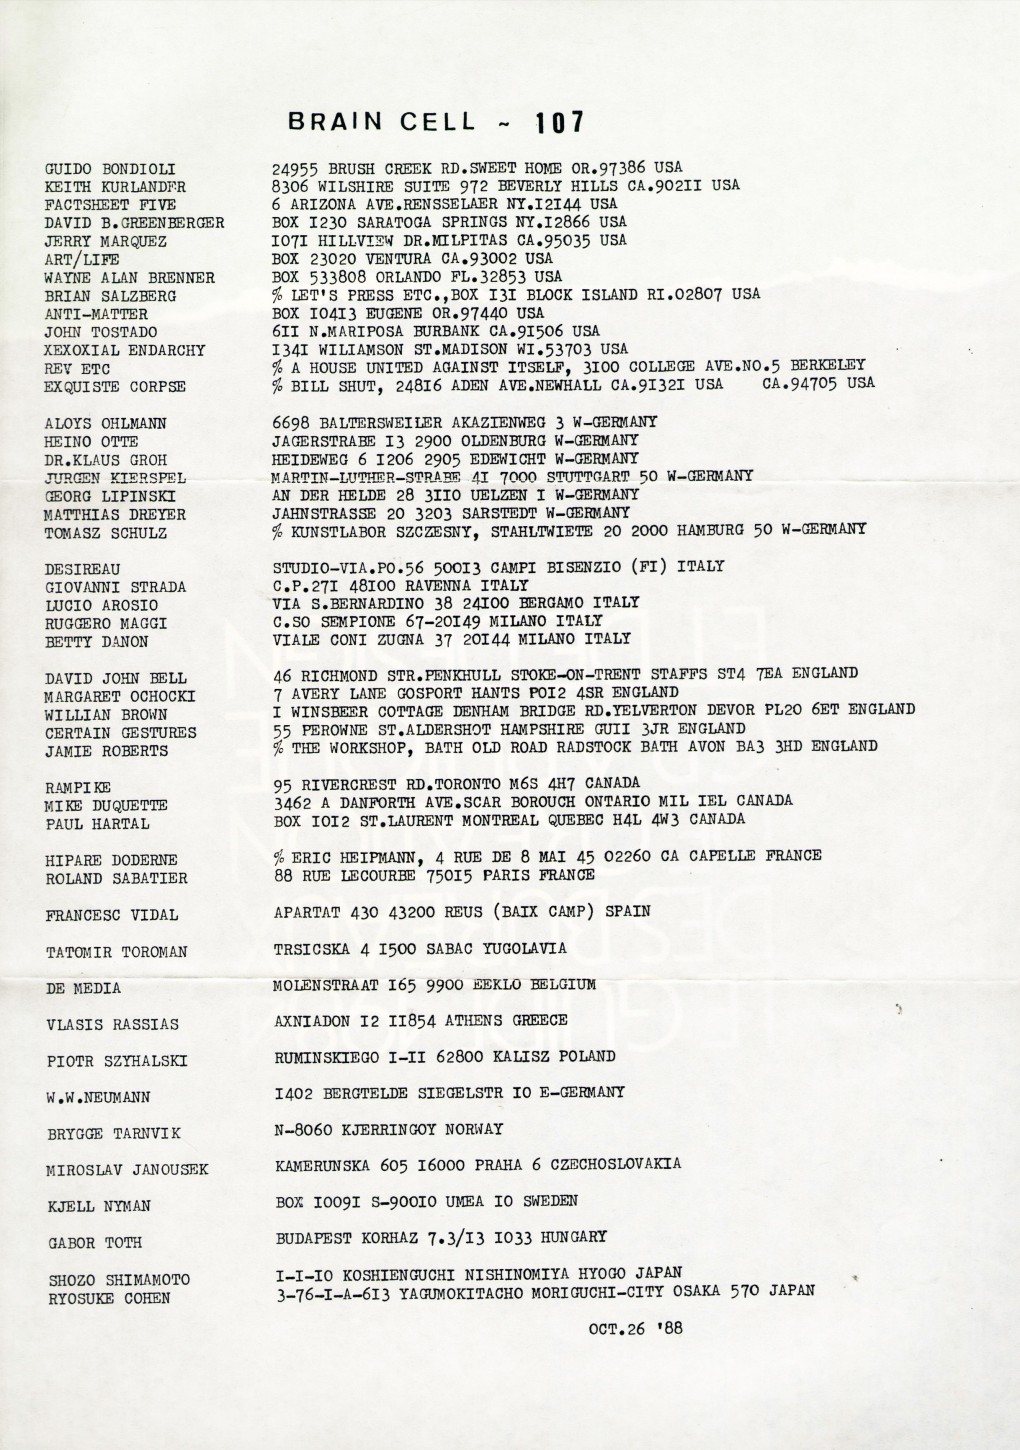 BRAIN CELL ~ 107
GUIDO BONDIOLI 24955 BRUSH CREEK RD.SWEET HOME OR.97386 USA
KEITH KURLANDER 8306 WILSHIRE SUITE 972 BEVERLY HILLS CA.902II USA
FACTSHEET FIVE 6 ARIZONA AVE.RENSSELAER NY.I2I44 USA
DAVID B.GREENBERGER BOX I230 SARATOGA SPRINGS NY.I2866 USA
JERRY MARQUEZ I07I HILLVIEW DR.MILPITAS CA.95035 USA
ART/LIFE BOX 23020 VENTURA CA.93002 USA
WAYNE ALAN BRENNER BOX 533808 ORLANDO FL.32853 USA
BRIAN SALZBERG % LET'S PRESS ETC.,BOX I3I BLOCK ISLAND RI.02807 USA
ANTI-MATTER BOX I04I3 EUGENE OR.97440 USA
JOHN TOSTADO 6II N.MARIPOSA BURBANK CA.9I506 USA
XEXOXIAL ENDARCHY I34I WILIAMSON ST.MADISON WI.53703 USA
REV ETC % A HOUSE UNITED AGAINST ITSELF, 3I00 COLLEGE AVE.NO.5 BERKELEY
EXQUISTE CORPSE % BILL SHUT, 248I6 ADEN AVE.NEWHALL CA.9I32I USA CA.94705 USA
ALOYS OHLMANN 6698 BALTERSWEILER AKAZIENWEG 3 W-GERMANY
HEINO OTTE JAGERSTRABE I3 2900 OLDENBURG W-GERMANY
DR.KLAUS GROH HEIDEWEG 6 I206 2905 EDEWICHT W-GERMANY
JURGEN KIERSPEL MARTIN-LUTHER-STRABE 4I 7000 STUTTGART 50 W-GERMANY
GEORG LIPINSKI AN DER HELDE 28 3II0 UELZEN I W-GERMANY
MATTHIAS DREYER JAHNSTRASSE 20 3203 SARSTEDT W-GERMANY
TOMASZ SCHULZ % KUNSTLABOR SZCZESNY, STAHLTWIETE 20 2000 HAMBURG 50 W-GERMANY
DESIREAU STUDIO-VIA.PO.56 500I3 CAMPI BISENZIO (FI) ITALY
GIOVANNI STRADA C.P.27I 48I00 RAVENNA ITALY
LUCIO AROSIO VIA S.BERNARDINO 38 24I00 BERGAMO ITALY
RUGGERO MAGGI C.SO SEMPIONE 67-20I49 MILANO ITALY
BETTY DANON VIALE CONI ZUGNA 37 20I44 MILANO ITALY
DAVID JOHN BELL 46 RICHMOND STR.PENKHULL STOKE-ON-TRENT STAFFS ST4 7EA ENGLAND
MARGARET OCHOCKI 7 AVERY LANE GOSPORT HANTS POI2 4SR ENGLAND
WILLIAN BROWN I WINSBEER COTTAGE DENHAM BRIDGE RD.YELVERTON DEVOR PL20 6ET ENGLAND
CERTAIN GESTURES 55 PEROWNE ST.ALDERSHOT HAMPSHIRE GUII 3JR ENGLAND
JAMIE ROBERTS % THE WORKSHOP, BATH OLD ROAD RADSTOCK BATH AVON BA3 3HD ENGLAND
RAMPIKE 95 RIVERCREST RD.TORONTO M6S 4H7 CANADA
MIKE DUQUETTE 3462 A DANFORTH AVE.SCAR BOROUCH ONTARIO MIL IEL CANADA
PAUL HARTAL BOX I0I2 ST.LAURENT MONTREAL QUEBEC H4L 4W3 CANADA
HIPARE DODERNE % ERIC HEIPMANN, 4 RUE DE 8 MAI 45 02260 CA CAPELLE FRANCE
ROLAND SABATIER 88 RUE LECOURBE 750I5 PARIS FRANCE
FRANCESC VIDAL APARTAT 430 43200 REUS (BAIX CAMP) SPAIN
TATOMIR TOROMAN TRSICSKA 4 I500 SABAC YUGOLAVIA
DE MEDIA MOLENSTRAAT I65 9900 EEKLO BELGIUM
VLASIS RASSIAS AXNIADON I2 II854 ATHENS GREECE
PIOTR SZYHALSKI RUMINSKIEGO I-II 62800 KALISZ POLAND
W.W.NEUMANN I402 BERGTELDE SIEGELSTR I0 E-GERMANY
BRYGGE TARNVIK N-8060 KJERRINGOY NORWAY
MIROSLAV JANOUSEK KAMERUNSKA 605 I6000 PRAHA 6 CZECHOSLOVAKIA
KJELL NYMAN BOX I009I S-900I0 UMEA I0 SWEDEN
GABOR TOTH BUDAPEST KORHAZ 7.3/I3 I033 HUNGARY
SHOZO SHIMAMOTO I-I-I0 KOSHIENGUCHI NISHINOMIYA HYOGO JAPAN
RYOSUKE COHEN 3-76-I-A-6I3 YAGUMOKITACHO MORIGUCHI-CITY OSAKA 570 JAPAN
OCT.26 '88